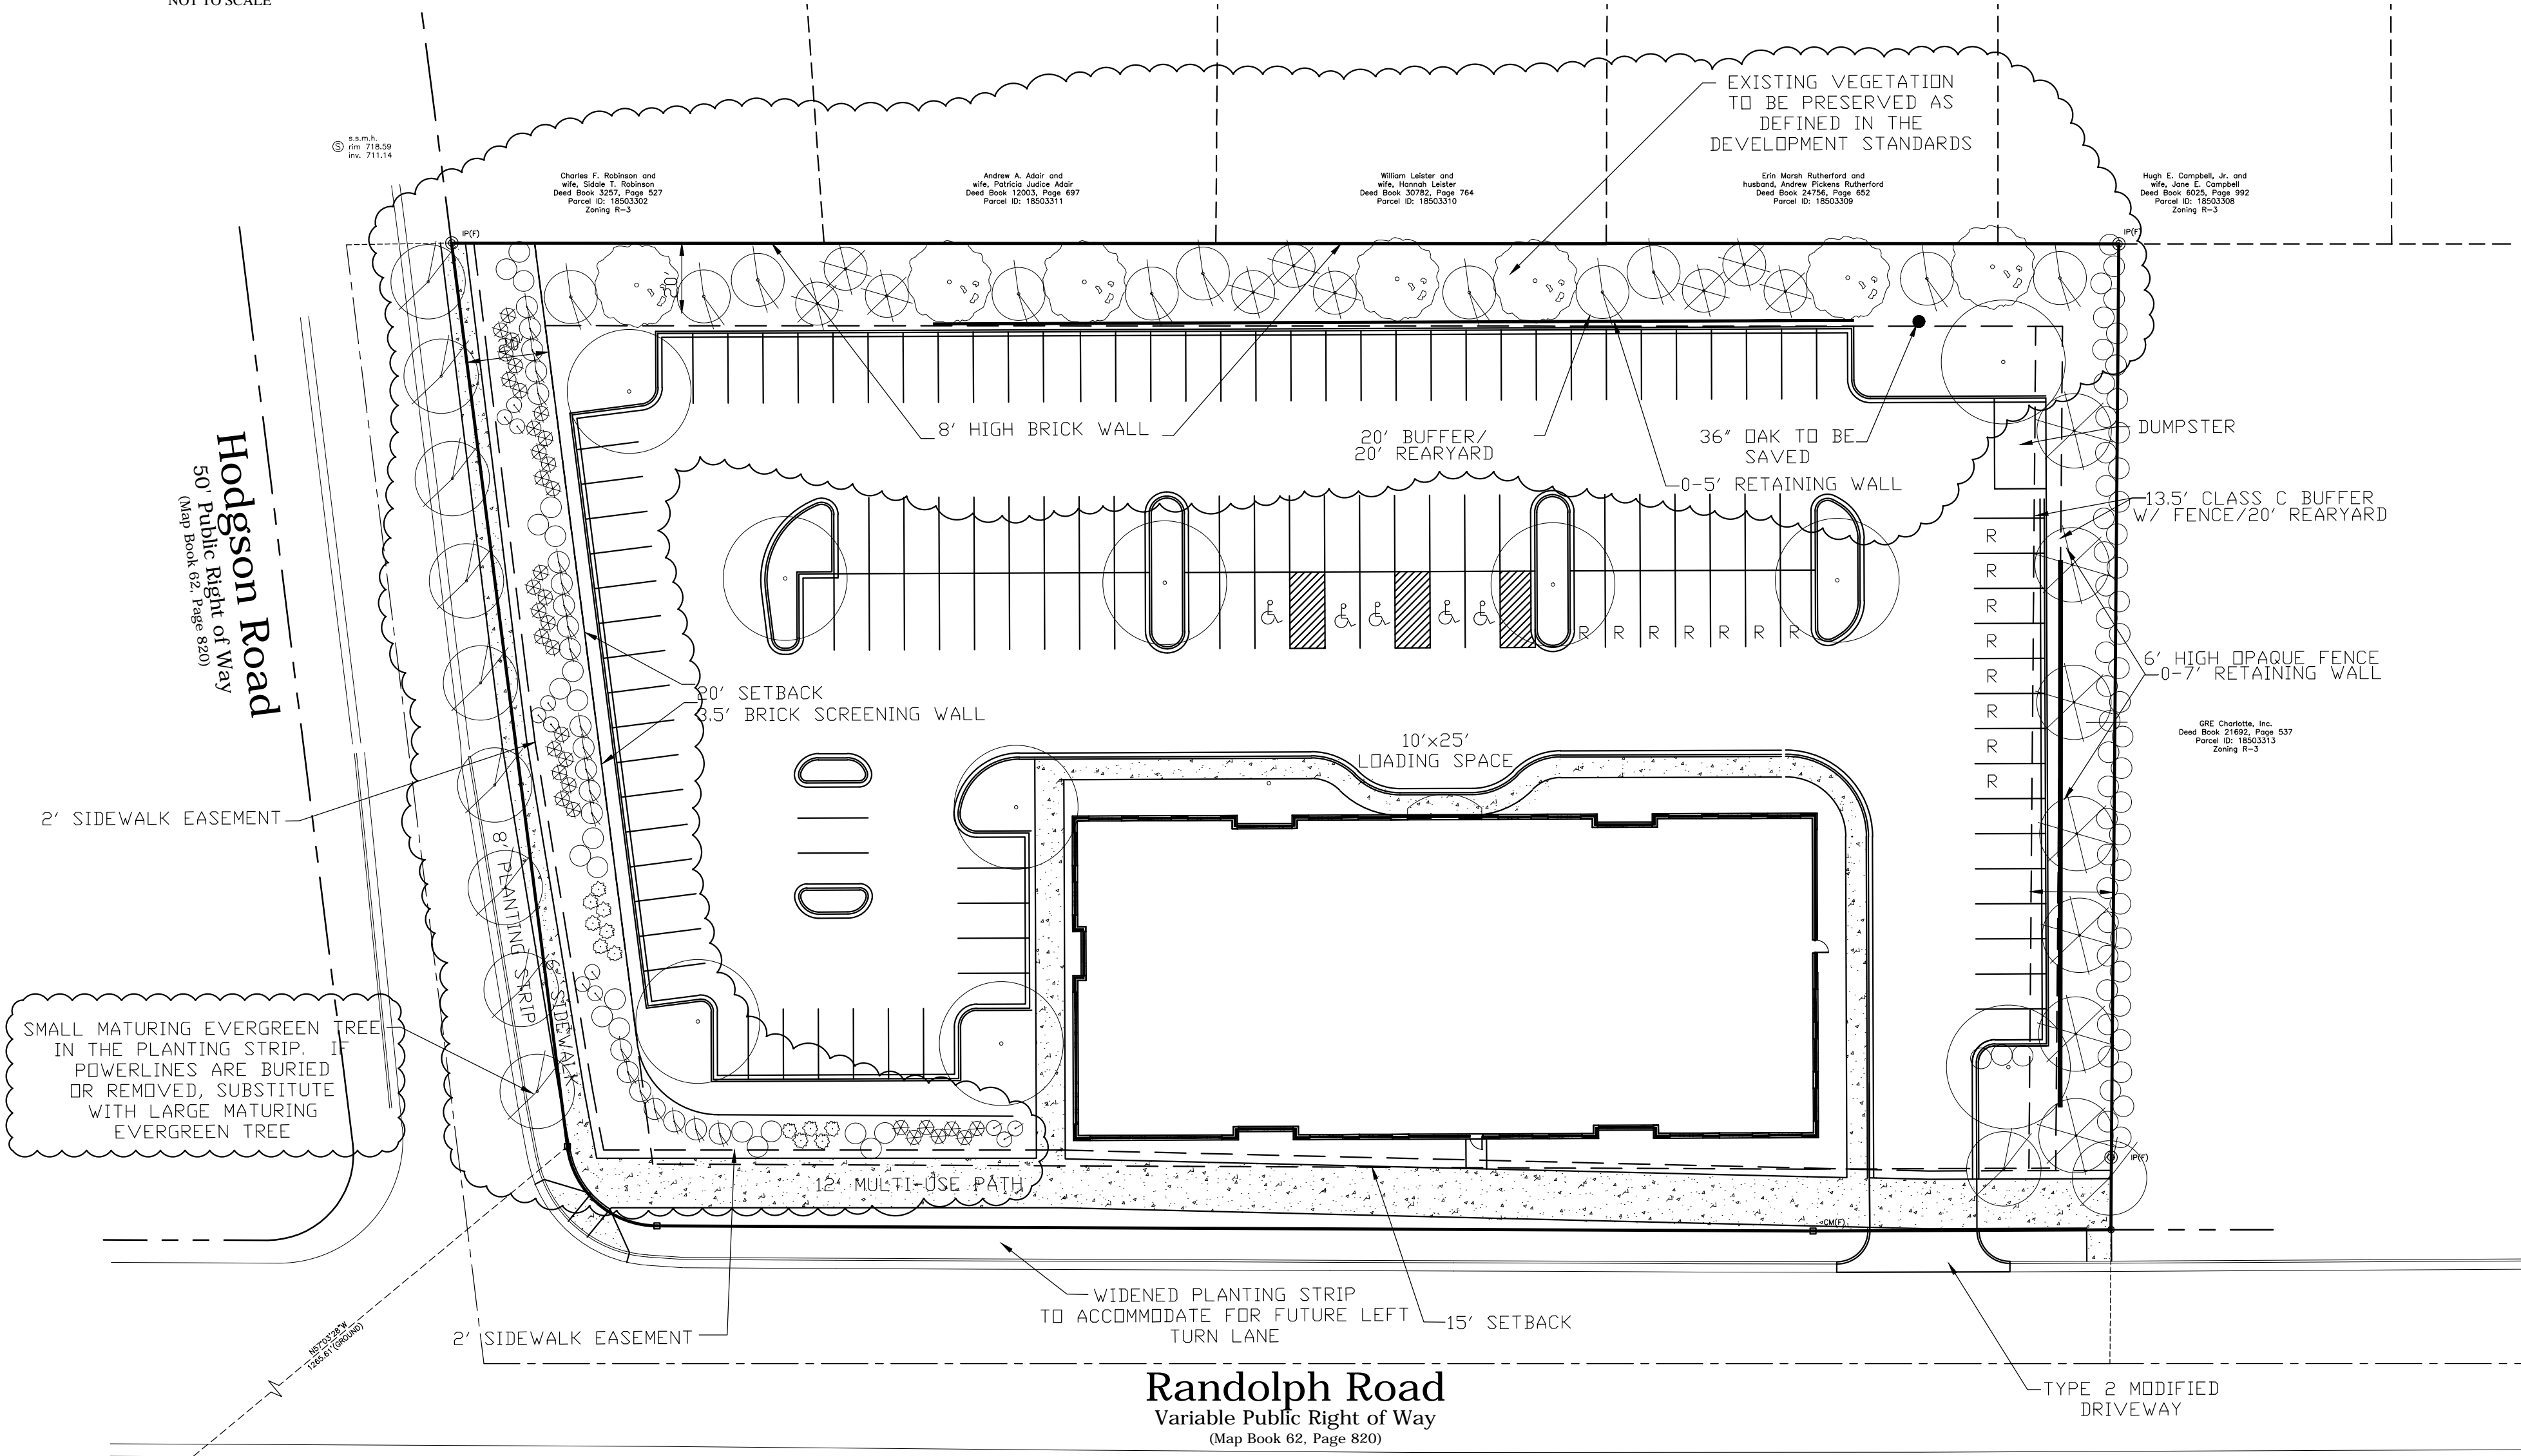 NOT TO SCALE
s.s.m.h.
S rim 718.59
inv. 711.14
EXISTING VEGETATION
TO BE PRESERVED AS
DEFINED IN THE
DEVELOPMENT STANDARDS
Charles F. Robinson and
wife, Sidale T. Robinson
Deed Book 3257, Page 527
Parcel ID: 18503302
Zoning R-3
Andrew A. Adair and
wife, Patricia Judice Adair
Deed Book 12003, Page 697
Parcel ID: 18503311
William Leister and
wife, Hannah Leister
Deed Book 30782, Page 764
Parcel ID: 18503310
Erin Marsh Rutherford and
husband, Andrew Pickens Rutherford
Deed Book 24756, Page 652
Parcel ID: 18503309
Hugh E. Campbell, Jr. and
wife, Jane E. Campbell
Deed Book 6025, Page 992
Parcel ID: 18503308
Zoning R-3
IP(F)
IP(F)
8' HIGH BRICK WALL
20' BUFFER/
20' REARYARD
36" OAK TO BE
SAVED
0-5' RETAINING WALL
DUMPSTER
13.5' CLASS C BUFFER
W/ FENCE/20' REARYARD
Hodgson Road
50' Public Right of Way
(Map Book 62, Page 820)
R
R
R
R
R
R
R
R
R R R R R R R
6' HIGH OPAQUE FENCE
0-7' RETAINING WALL
20' SETBACK
3.5' BRICK SCREENING WALL
GRE Charlotte, Inc.
Deed Book 21692, Page 537
Parcel ID: 18503313
Zoning R-3
10'x25'
LOADING SPACE
2' SIDEWALK EASEMENT
8' PLANTING STRIP
6' SIDEWALK
SMALL MATURING EVERGREEN TREE
IN THE PLANTING STRIP. IF
POWERLINES ARE BURIED
OR REMOVED, SUBSTITUTE
WITH LARGE MATURING
EVERGREEN TREE
IP(F)
12' MULTI-USE PATH
CM(F)
WIDENED PLANTING STRIP
TO ACCOMMODATE FOR FUTURE LEFT
TURN LANE
15' SETBACK
2' SIDEWALK EASEMENT
N57°03'28"W
1265.61'(GROUND)
Randolph Road
Variable Public Right of Way
(Map Book 62, Page 820)
TYPE 2 MODIFIED
DRIVEWAY